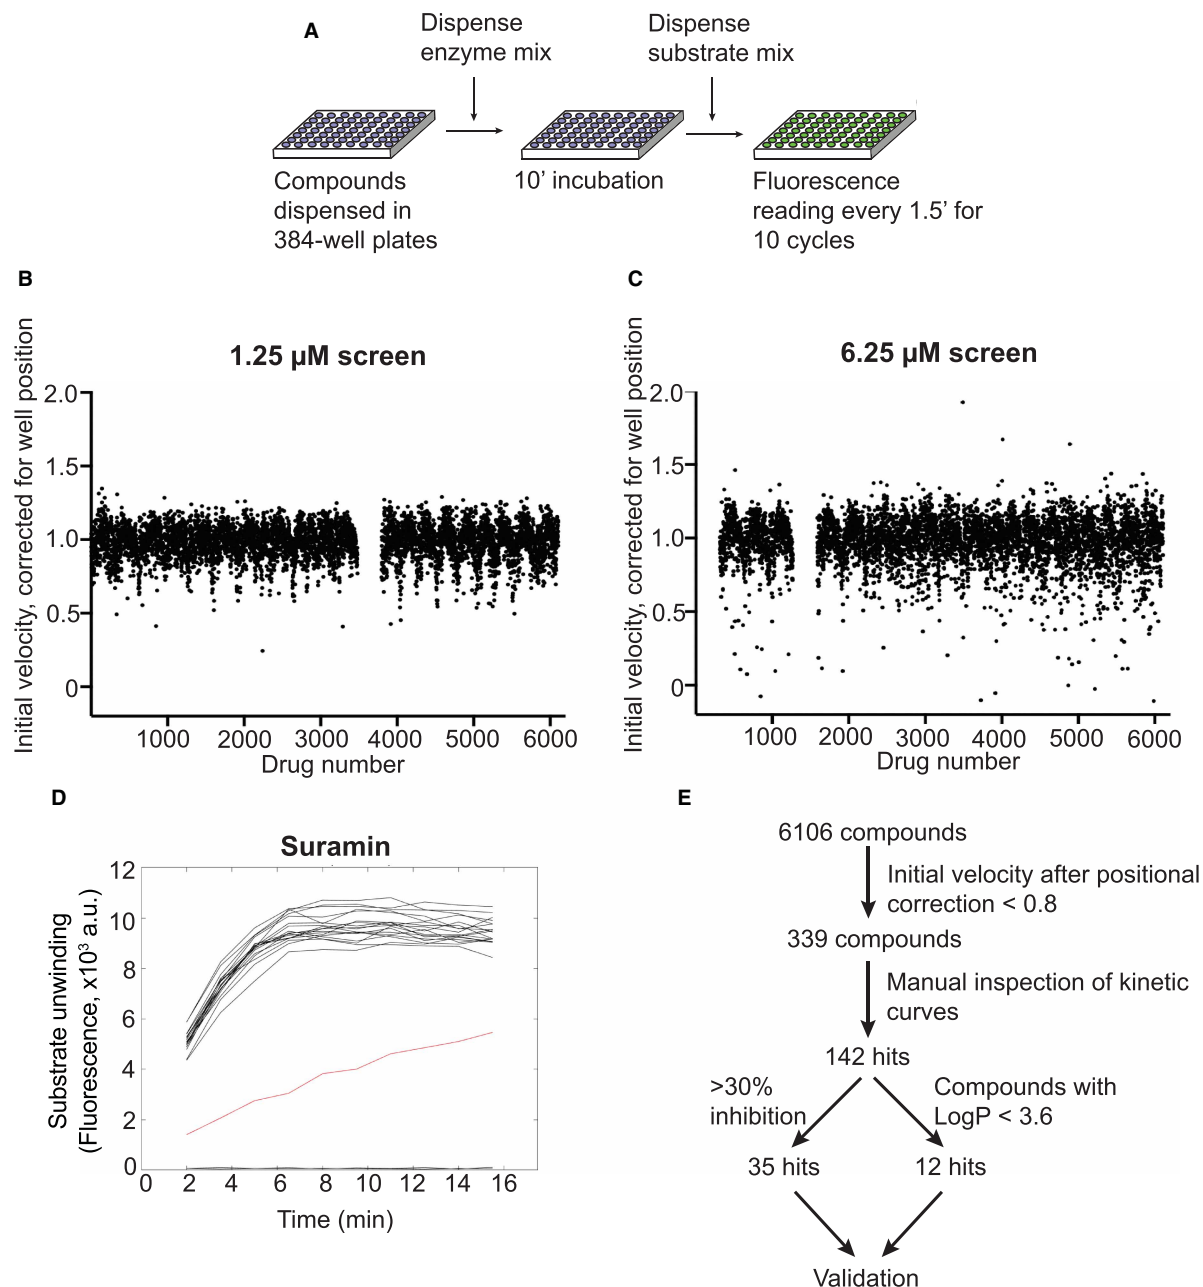 A
Dispense
enzyme mix
Dispense
substrate mix
Compounds
dispensed in
384-well plates
10' incubation
Fluorescence
reading every 1.5' for
10 cycles
B
1.25 µM screen
Initial velocity, corrected for well position
2.0
1.5
1.0
0.5
0
1000
2000
3000
4000
5000
6000
Drug number
C
6.25 µM screen
Initial velocity, corrected for well position
2.0
1.5
1.0
0.5
0
1000
2000
3000
4000
5000
6000
Drug number
D
Suramin
Substrate unwinding
(Fluorescence, x10³ a.u.)
12
10
8
6
4
2
0
0
2
4
6
8
10
12
14
16
Time (min)
E
6106 compounds
Initial velocity after positional
correction < 0.8
339 compounds
Manual inspection of kinetic
curves
142 hits
>30%
inhibition
Compounds with
LogP < 3.6
35 hits
12 hits
Validation